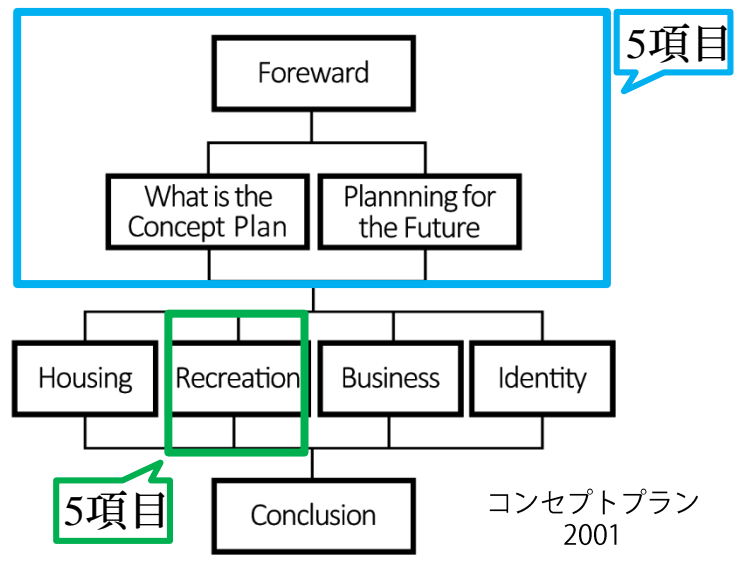 5項目
Foreward
What is the
Concept Plan
Plannning for
the Future
Housing
Recreation
Business
Identity
5項目
Conclusion
コンセプトプラン
2001